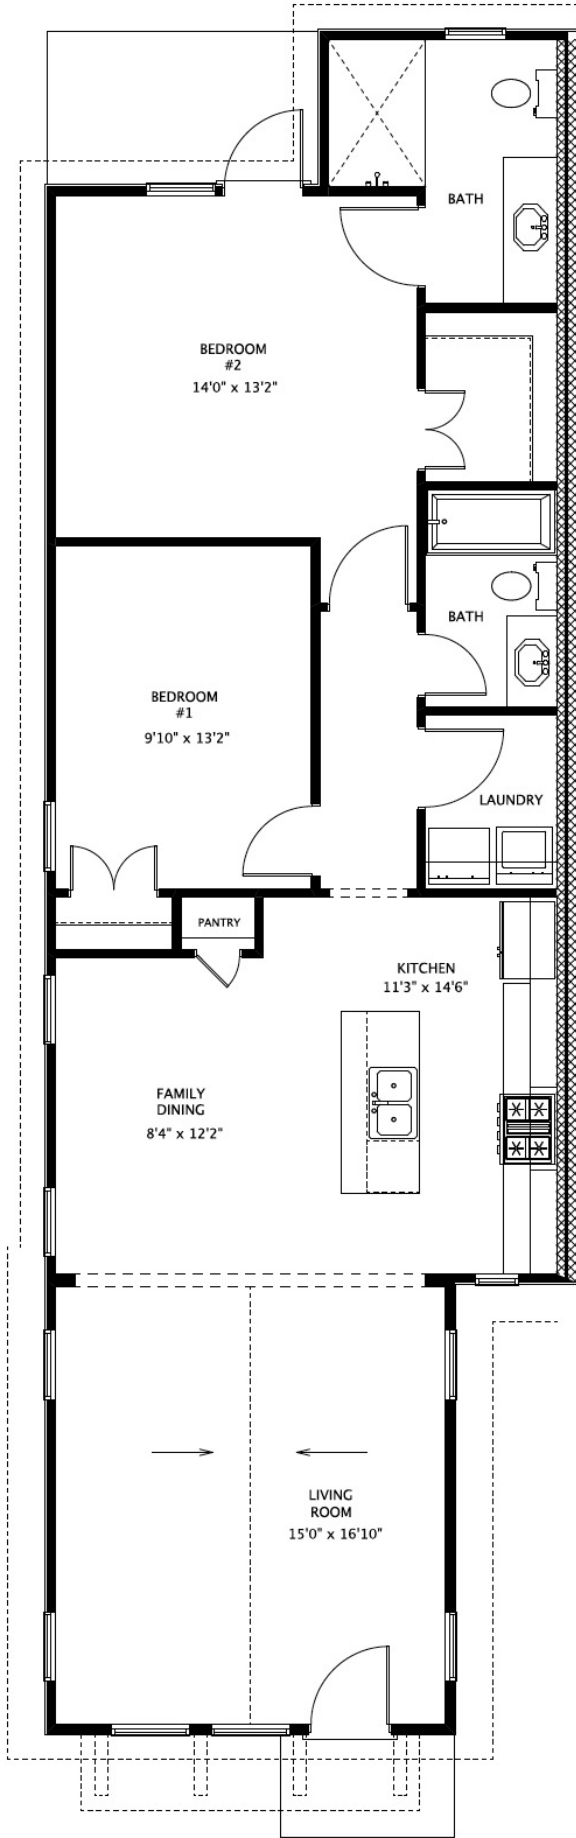 BATH
BEDROOM
#2
14'0" x 13'2"
BATH
BEDROOM
#1
9'10" x 13'2"
LAUNDRY
PANTRY
KITCHEN
11'3" x 14'6"
FAMILY
DINING
8'4" x 12'2"
LIVING
ROOM
15'0" x 16'10"